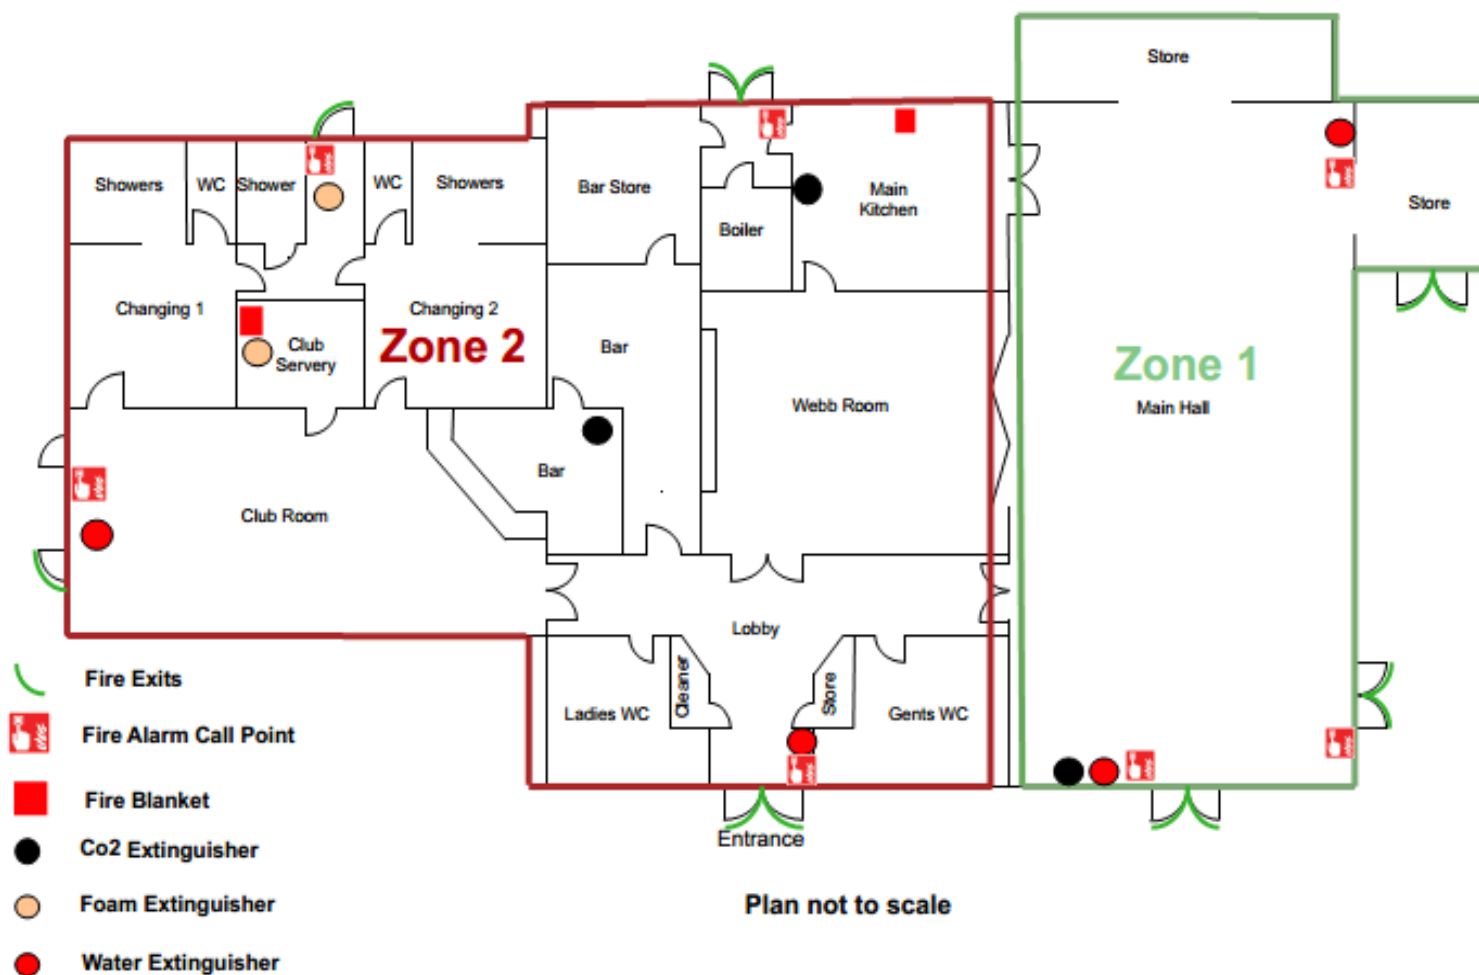 Store
Showers
WC
Shower
WC
Showers
Bar Store
Main
Kitchen
Store
Boiler
Changing 1
Changing 2
Club
Servery
Zone 2
Bar
Zone 1
Webb Room
Main Hall
Bar
Club Room
Lobby
Cleaner
Store
Ladies WC
Gents WC
Entrance
Fire Exits
Fire Alarm Call Point
Fire Blanket
Co2 Extinguisher
Foam Extinguisher
Water Extinguisher
Plan not to scale